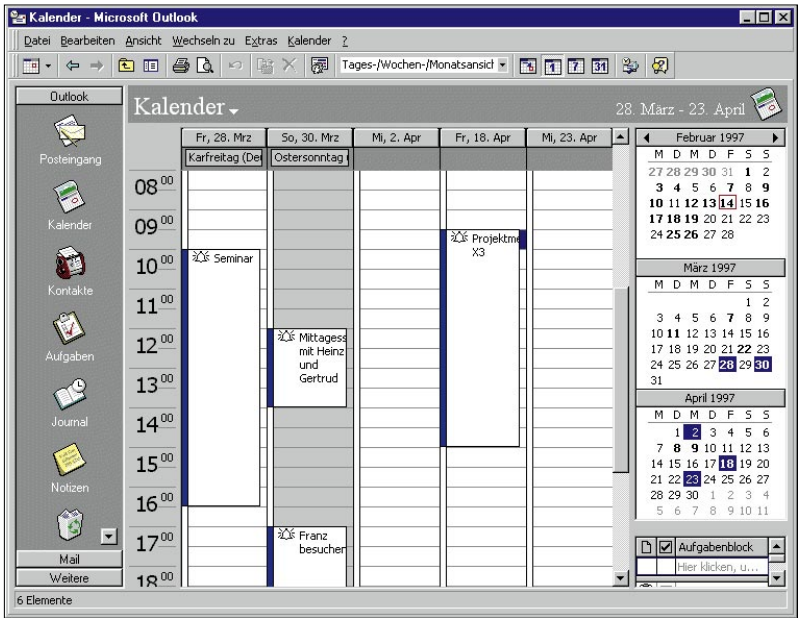 Kalender - Microsoft Outlook
Datei Bearbeiten Ansicht Wechseln zu Extras Kalender ?
Tages-/Wochen-/Monatsansicht
1 7 31
Outlook
Posteingang
Kalender
Kontakte
Aufgaben
Journal
Notizen
Mail
Weitere
Kalender
28. März - 23. April
Fr, 28. Mrz So, 30. Mrz Mi, 2. Apr Fr, 18. Apr Mi, 23. Apr
Karfreitag (De Ostersonntag
08 00
09 00
10 00
11 00
12 00
13 00
14 00
15 00
16 00
17 00
18 00
Seminar
Mittagess
mit Heinz
und
Gertrud
Franz
besuchen
Projektme
X3
Februar 1997
M D M D F S S
27 28 29 30 31 1 2
3 4 5 6 7 8 9
10 11 12 13 14 15 16
17 18 19 20 21 22 23
24 25 26 27 28
März 1997
M D M D F S S
1 2
3 4 5 6 7 8 9
10 11 12 13 14 15 16
17 18 19 20 21 22 23
24 25 26 27 28 29 30
31
April 1997
M D M D F S S
1 2 3 4 5 6
7 8 9 10 11 12 13
14 15 16 17 18 19 20
21 22 23 24 25 26 27
28 29 30 1 2 3 4
5 6 7 8 9 10 11
Aufgabenblock
Hier klicken, u...
6 Elemente